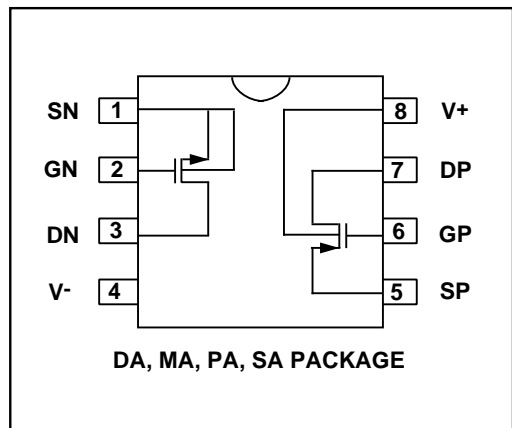 SN 1 8 V+
GN 2 7 DP
DN 3 6 GP
V- 4 5 SP
DA, MA, PA, SA PACKAGE